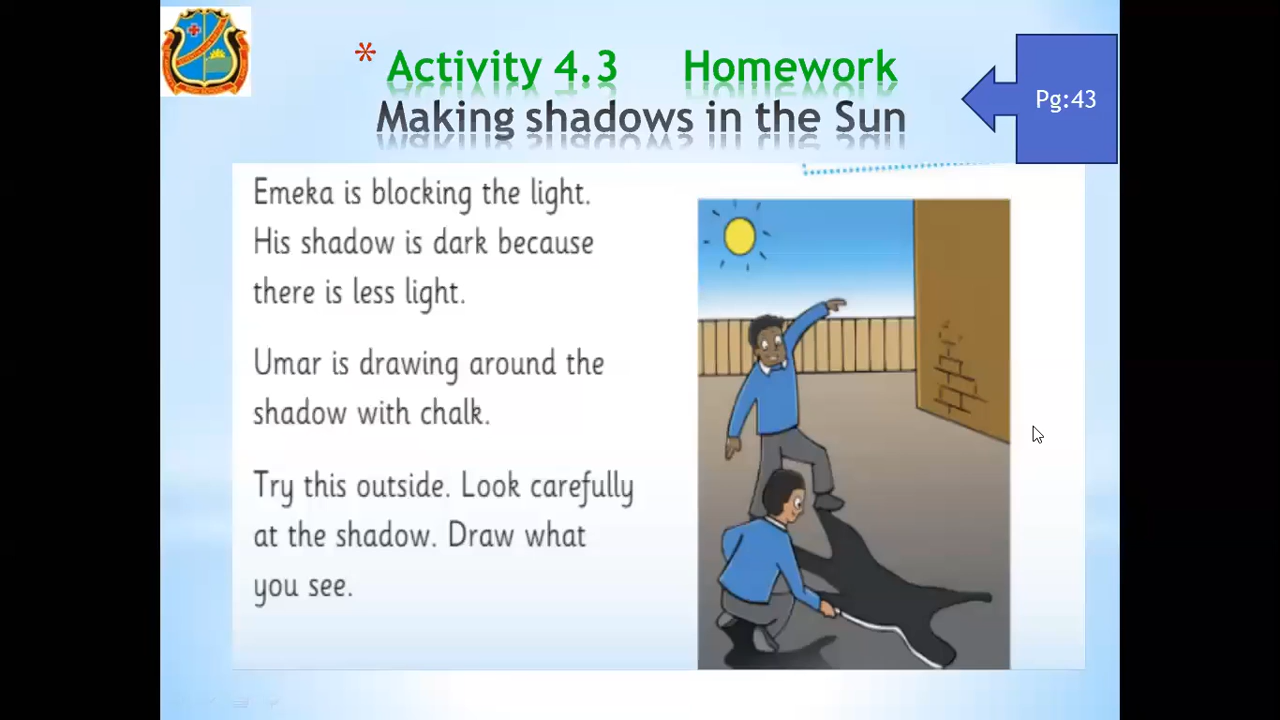 * Activity 4.3 Homework
Making shadows in the Sun
Pg:43
Emeka is blocking the light.
His shadow is dark because
there is less light.
Umar is drawing around the
shadow with chalk.
Try this outside. Look carefully
at the shadow. Draw what
you see.